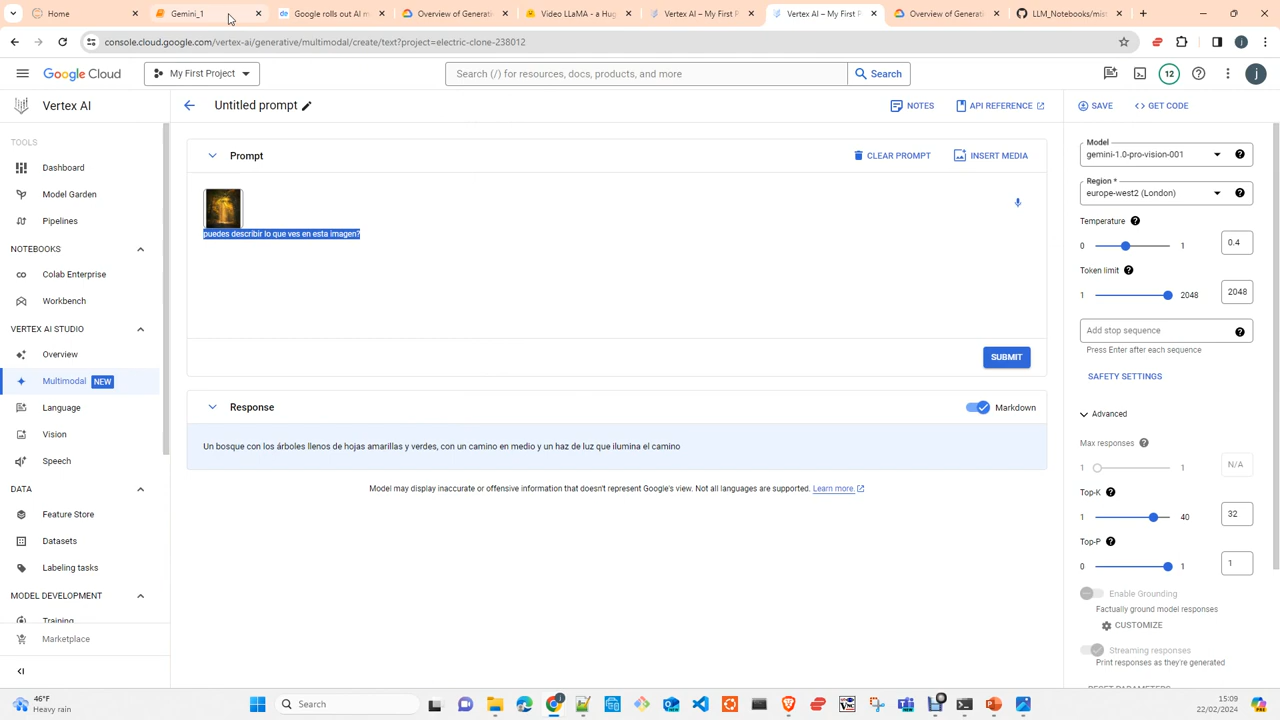 Home
Gemini_1
Google rolls out AI m
Overview of Generati
Video LLaMA - a Hug
Vertex AI – My First P
Vertex AI – My First P
Overview of Generati
LLM_Notebooks/mist
console.cloud.google.com/vertex-ai/generative/multimodal/create/text?project=electric-clone-238012
Google Cloud
My First Project
Search (/) for resources, docs, products, and more
Search
12
j
Vertex AI
Untitled prompt
NOTES
API REFERENCE
SAVE
GET CODE
TOOLS
Dashboard
Model Garden
Pipelines
NOTEBOOKS
Colab Enterprise
Workbench
VERTEX AI STUDIO
Overview
Multimodal NEW
Language
Vision
Speech
DATA
Feature Store
Datasets
Labeling tasks
MODEL DEVELOPMENT
Training
Marketplace
Prompt
CLEAR PROMPT
INSERT MEDIA
puedes describir lo que ves en esta imagen?
SUBMIT
Response
Markdown
Un bosque con los árboles llenos de hojas amarillas y verdes, con un camino en medio y un haz de luz que ilumina el camino
Model may display inaccurate or offensive information that doesn't represent Google's view. Not all languages are supported. Learn more.
Model
gemini-1.0-pro-vision-001
Region *
europe-west2 (London)
Temperature
0 1 0.4
Token limit
1 2048 2048
Add stop sequence
Press Enter after each sequence
SAFETY SETTINGS
Advanced
Max responses
1 1 N/A
Top-K
1 40 32
Top-P
0 1 1
Enable Grounding
Factually ground model responses
CUSTOMIZE
Streaming responses
Print responses as they're generated
RESET PARAMETERS
46°F
Heavy rain
Search
15:09
22/02/2024